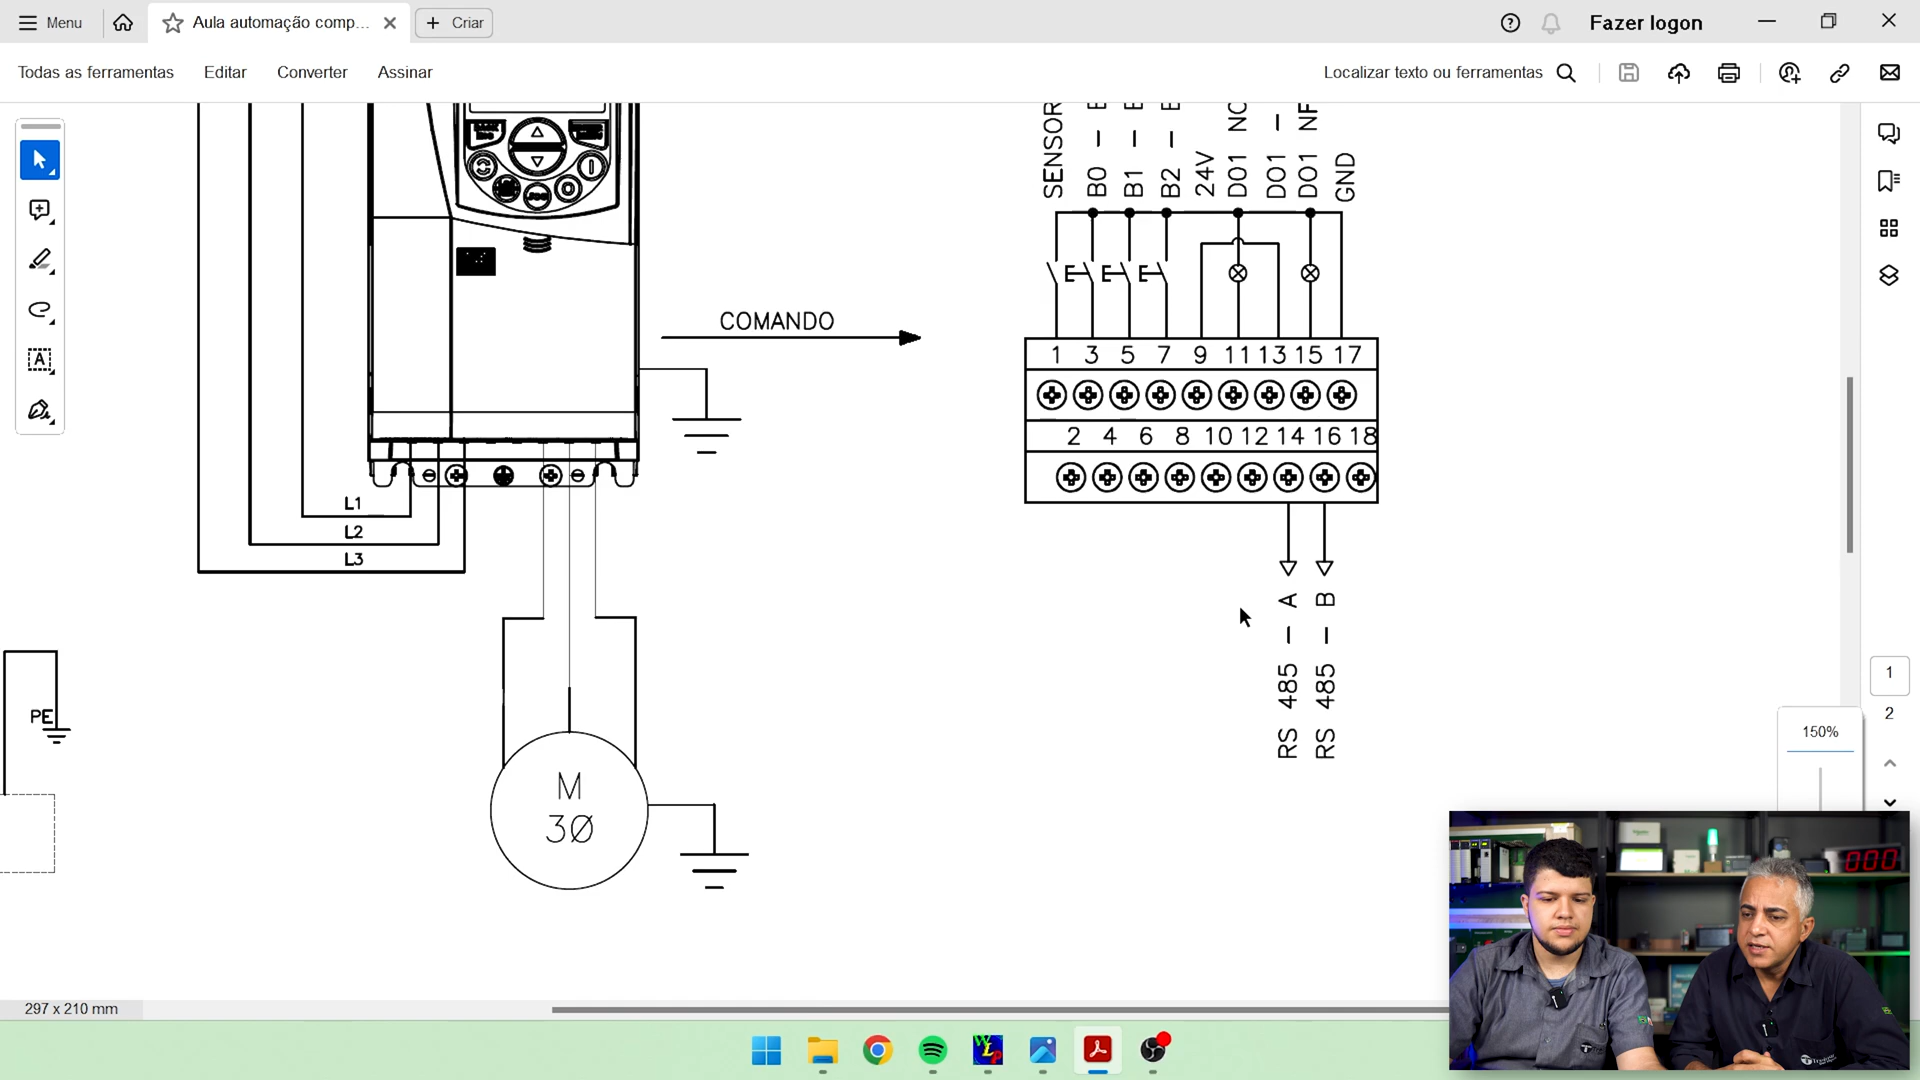 Menu
Aula automação comp...
Criar
Fazer logon
Todas as ferramentas
Editar
Converter
Assinar
Localizar texto ou ferramentas
SENSOR
B0 –
B1 –
B2 –
24V
DO1 NO
DO1 –
DO1 NF
GND
COMANDO
1 3 5 7 9 11 13 15 17
2 4 6 8 10 12 14 16 18
L1
L2
L3
RS 485 – A
RS 485 – B
PE
M
3Ø
1
2
150%
000
297 x 210 mm